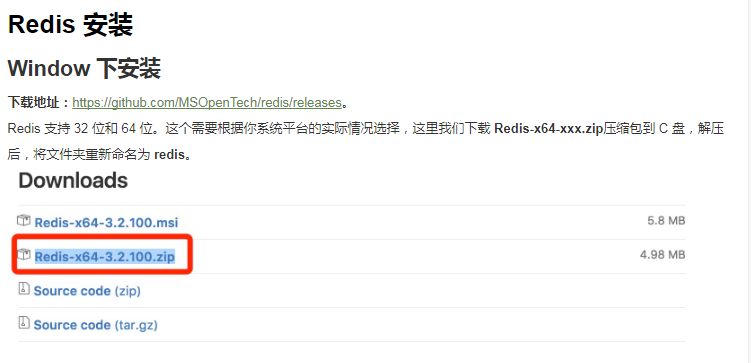 Redis 安装
Window 下安装
下载地址：https://github.com/MSOpenTech/redis/releases。
Redis 支持 32 位和 64 位。这个需要根据你系统平台的实际情况选择，这里我们下载 Redis-x64-xxx.zip压缩包到 C 盘，解压
后，将文件夹重新命名为 redis。
Downloads
Redis-x64-3.2.100.msi 5.8 MB
Redis-x64-3.2.100.zip 4.98 MB
Source code (zip)
Source code (tar.gz)